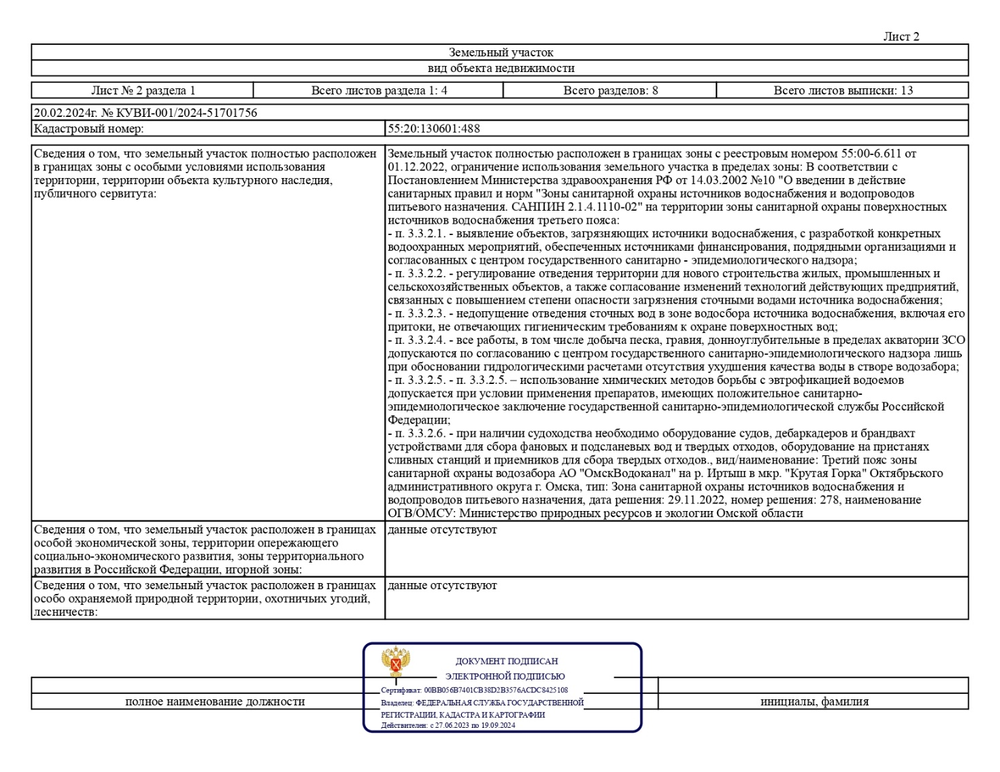 Лист 2
Земельный участок
вид объекта недвижимости
Лист № 2 раздела 1
Всего листов раздела 1: 4
Всего разделов: 8
Всего листов выписки: 13
20.02.2024г. № КУВИ-001/2024-51701756
Кадастровый номер:
55:20:130601:488
Сведения о том, что земельный участок полностью расположен
в границах зоны с особыми условиями использования
территории, территории объекта культурного наследия,
публичного сервитута:
Земельный участок полностью расположен в границах зоны с реестровым номером 55:00-6.611 от
01.12.2022, ограничение использования земельного участка в пределах зоны: В соответствии с
Постановлением Министерства здравоохранения РФ от 14.03.2002 №10 "О введении в действие
санитарных правил и норм "Зоны санитарной охраны источников водоснабжения и водопроводов
питьевого назначения. САНПИН 2.1.4.1110-02" на территории зоны санитарной охраны поверхностных
источников водоснабжения третьего пояса:
- п. 3.3.2.1. - выявление объектов, загрязняющих источники водоснабжения, с разработкой конкретных
водоохранных мероприятий, обеспеченных источниками финансирования, подрядными организациями и
согласованных с центром государственного санитарно - эпидемиологического надзора;
- п. 3.3.2.2. - регулирование отведения территории для нового строительства жилых, промышленных и
сельскохозяйственных объектов, а также согласование изменений технологий действующих предприятий,
связанных с повышением степени опасности загрязнения сточными водами источника водоснабжения;
- п. 3.3.2.3. - недопущение отведения сточных вод в зоне водосбора источника водоснабжения, включая его
притоки, не отвечающих гигиеническим требованиям к охране поверхностных вод;
- п. 3.3.2.4. - все работы, в том числе добыча песка, гравия, донноуглубительные в пределах акватории ЗСО
допускаются по согласованию с центром государственного санитарно-эпидемиологического надзора лишь
при обосновании гидрологическими расчетами отсутствия ухудшения качества воды в створе водозабора;
- п. 3.3.2.5. - п. 3.3.2.5. – использование химических методов борьбы с эвтрофикацией водоемов
допускается при условии применения препаратов, имеющих положительное санитарно-
эпидемиологическое заключение государственной санитарно-эпидемиологической службы Российской
Федерации;
- п. 3.3.2.6. - при наличии судоходства необходимо оборудование судов, дебаркадеров и брандвахт
устройствами для сбора фановых и подсланевых вод и твердых отходов, оборудование на пристанях
сливных станций и приемников для сбора твердых отходов., вид/наименование: Третий пояс зоны
санитарной охраны водозабора АО "ОмскВодоканал" на р. Иртыш в мкр. "Крутая Горка" Октябрьского
административного округа г. Омска, тип: Зона санитарной охраны источников водоснабжения и
водопроводов питьевого назначения, дата решения: 29.11.2022, номер решения: 278, наименование
ОГВ/ОМСУ: Министерство природных ресурсов и экологии Омской области
Сведения о том, что земельный участок расположен в границах
особой экономической зоны, территории опережающего
социально-экономического развития, зоны территориального
развития в Российской Федерации, игорной зоны:
данные отсутствуют
Сведения о том, что земельный участок расположен в границах
особо охраняемой природной территории, охотничьих угодий,
лесничеств:
данные отсутствуют
ДОКУМЕНТ ПОДПИСАН
ЭЛЕКТРОННОЙ ПОДПИСЬЮ
Сертификат: 00BB056B7401CB38D2B3576ACDC8425108
Владелец: ФЕДЕРАЛЬНАЯ СЛУЖБА ГОСУДАРСТВЕННОЙ
РЕГИСТРАЦИИ, КАДАСТРА И КАРТОГРАФИИ
Действителен: с 27.06.2023 по 19.09.2024
полное наименование должности
инициалы, фамилия